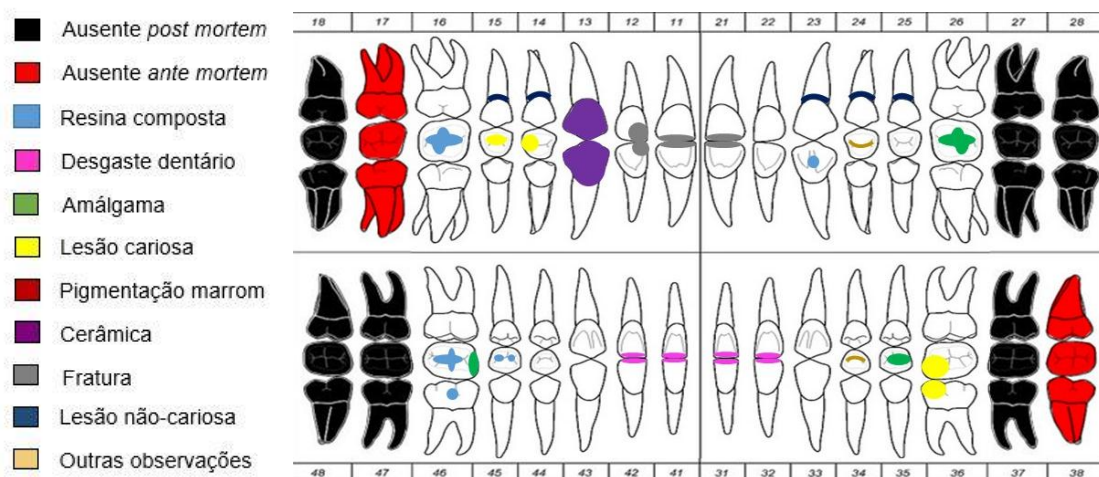 Ausente post mortem
Ausente ante mortem
Resina composta
Desgaste dentário
Amálgama
Lesão cariosa
Pigmentação marrom
Cerâmica
Fratura
Lesão não-cariosa
Outras observações
18 17 16 15 14 13 12 11 21 22 23 24 25 26 27 28
48 47 46 45 44 43 42 41 31 32 33 34 35 36 37 38